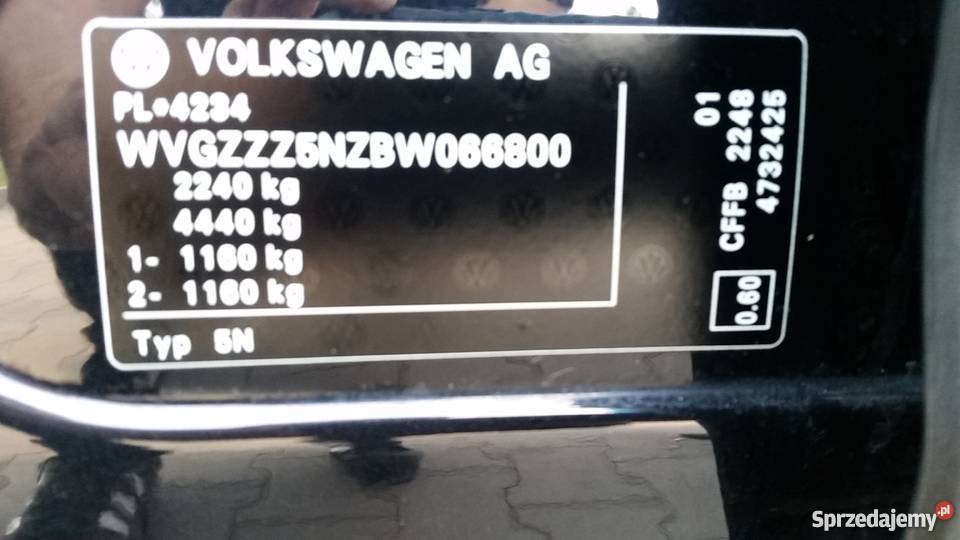 VOLKSWAGEN AG
PL*4234
WVGZZZ5NZBW066800
2240 kg
4440 kg
1- 1160 kg
2- 1160 kg
Typ 5N
01
CFFB 2248
4732425
0.60
Sprzedajemy.pl